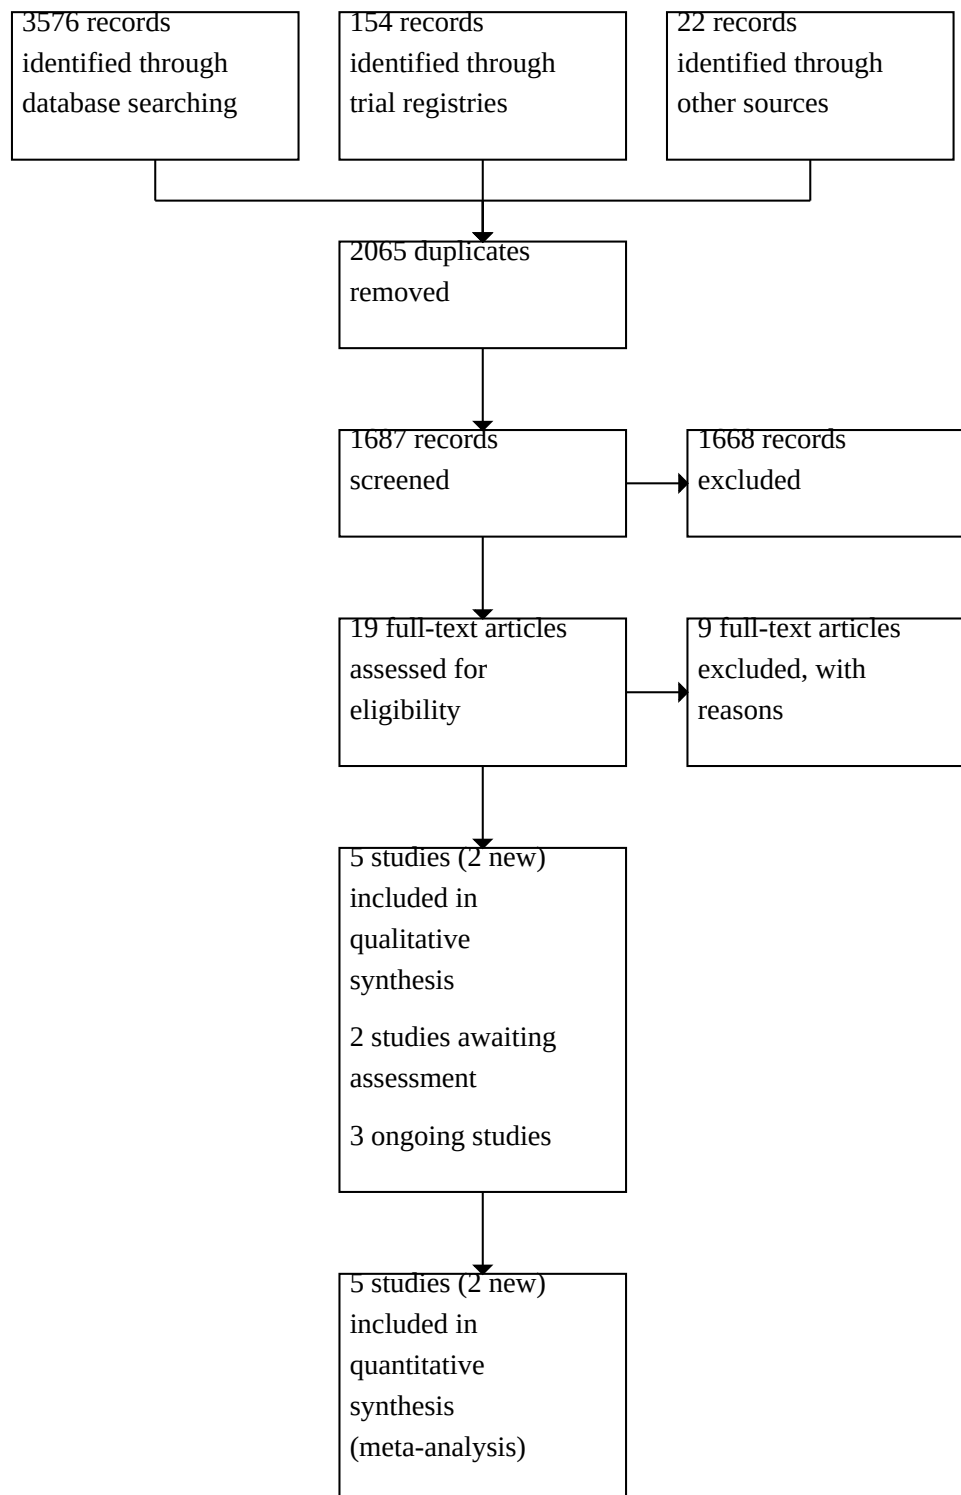 3576 records
identified through
database searching
154 records
identified through
trial registries
22 records
identified through
other sources
2065 duplicates
removed
1687 records
screened
1668 records
excluded
19 full-text articles
assessed for
eligibility
9 full-text articles
excluded, with
reasons
5 studies (2 new)
included in
qualitative
synthesis
2 studies awaiting
assessment
3 ongoing studies
5 studies (2 new)
included in
quantitative
synthesis
(meta-analysis)